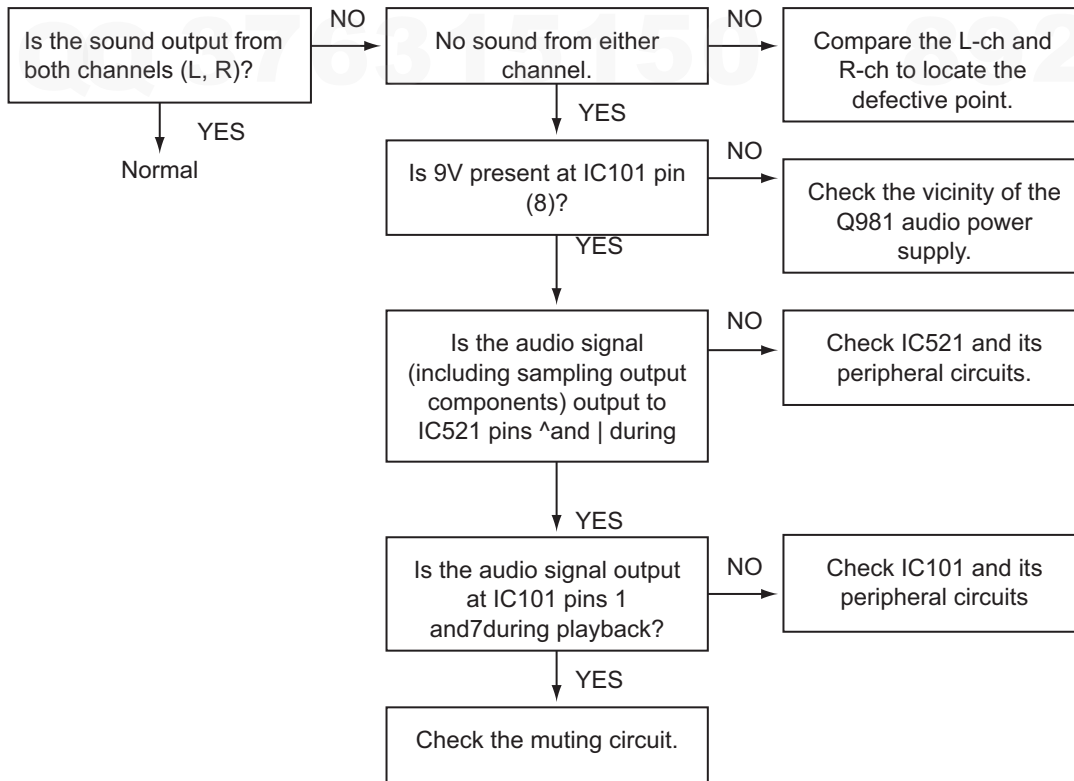 QQ 376315150 892
Is the sound output from
both channels (L, R)?
NO
No sound from either
channel.
NO
Compare the L-ch and
R-ch to locate the
defective point.
YES
Normal
YES
Is 9V present at IC101 pin
(8)?
NO
Check the vicinity of the
Q981 audio power
supply.
YES
Is the audio signal
(including sampling output
components) output to
IC521 pins ^and | during
NO
Check IC521 and its
peripheral circuits.
YES
Is the audio signal output
at IC101 pins 1
and7during playback?
NO
Check IC101 and its
peripheral circuits
YES
Check the muting circuit.